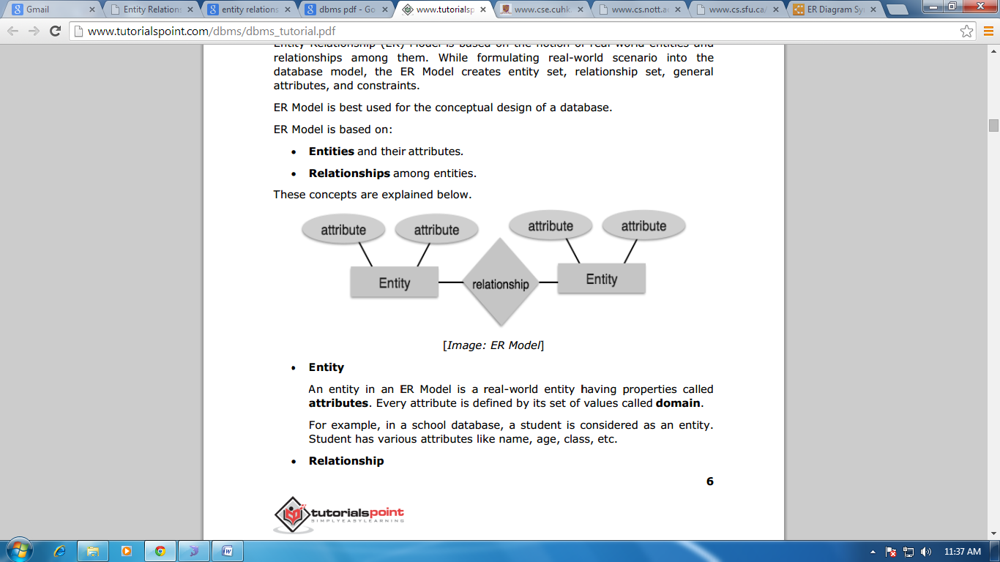 Gmail
Entity Relations
entity relations
dbms pdf - Go
www.tutorialsp
www.cse.cuhk
www.cs.nott.a
www.cs.sfu.ca/
ER Diagram Sy
www.tutorialspoint.com/dbms/dbms_tutorial.pdf
Entity Relationship (ER) Model is based on the notion of real-world entities and
relationships among them. While formulating real-world scenario into the
database model, the ER Model creates entity set, relationship set, general
attributes, and constraints.
ER Model is best used for the conceptual design of a database.
ER Model is based on:
• Entities and their attributes.
• Relationships among entities.
These concepts are explained below.
attribute attribute attribute attribute
Entity relationship Entity
[Image: ER Model]
• Entity
An entity in an ER Model is a real-world entity having properties called
attributes. Every attribute is defined by its set of values called domain.
For example, in a school database, a student is considered as an entity.
Student has various attributes like name, age, class, etc.
• Relationship
6
tutorialspoint
SIMPLYEASYLEARNING
11:37 AM